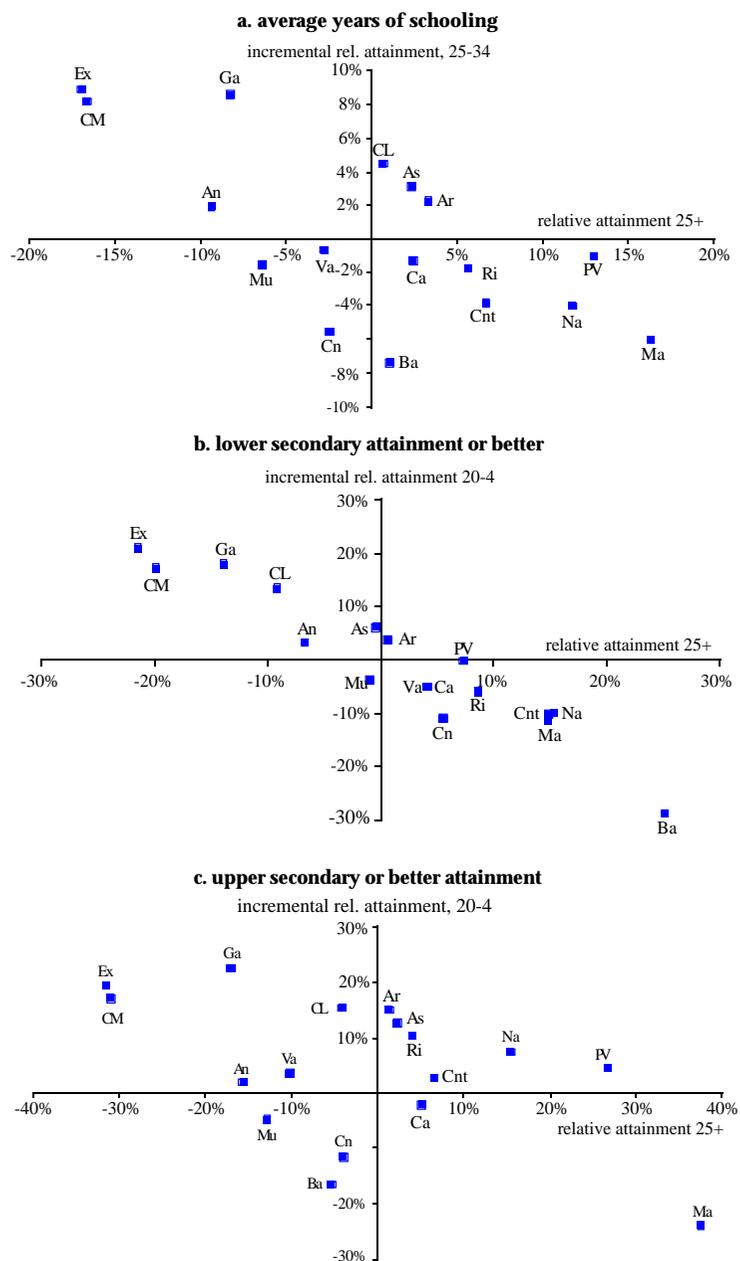 a. average years of schooling
incremental rel. attainment, 25-34
10%
Ex
Ga
8%
CM
6%
CL
4%
As
An
Ar
2%
relative attainment 25+
-20%
-15%
-10%
-5%
5%
10%
15%
20%
Va
-2%
Mu
Ca
Ri
PV
-4%
Cnt
Na
Cn
Ma
Ba
-8%
-10%
b. lower secondary attainment or better
incremental rel. attainment 20-4
30%
Ex
20%
Ga
CM
CL
10%
An
As
Ar
PV
relative attainment 25+
-30%
-20%
-10%
Mu
Va
Ca
10%
20%
30%
Ri
-10%
Cnt
Na
Cn
Ma
-20%
-30%
Ba
c. upper secondary or better attainment
incremental rel. attainment, 20-4
30%
Ga
Ex
20%
CM
CL
Ar
As
10%
Ri
Na
PV
Va
An
Cnt
-40%
-30%
-20%
-10%
10%
20%
30%
40%
Ca
relative attainment 25+
Mu
Cn
Ba
-20%
Ma
-30%